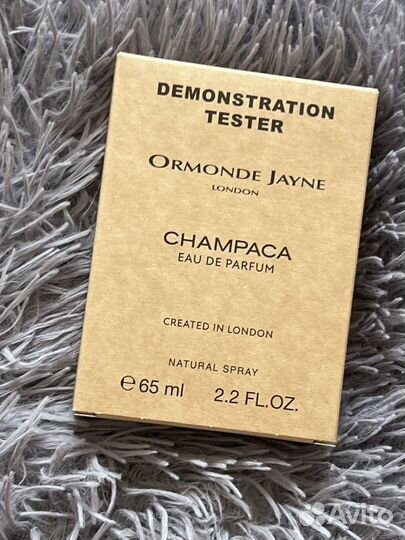 DEMONSTRATION
TESTER
ORMONDE JAYNE
LONDON
CHAMPACA
EAU DE PARFUM
CREATED IN LONDON
NATURAL SPRAY
℮ 65 ml 2.2 FL.OZ.
Avito